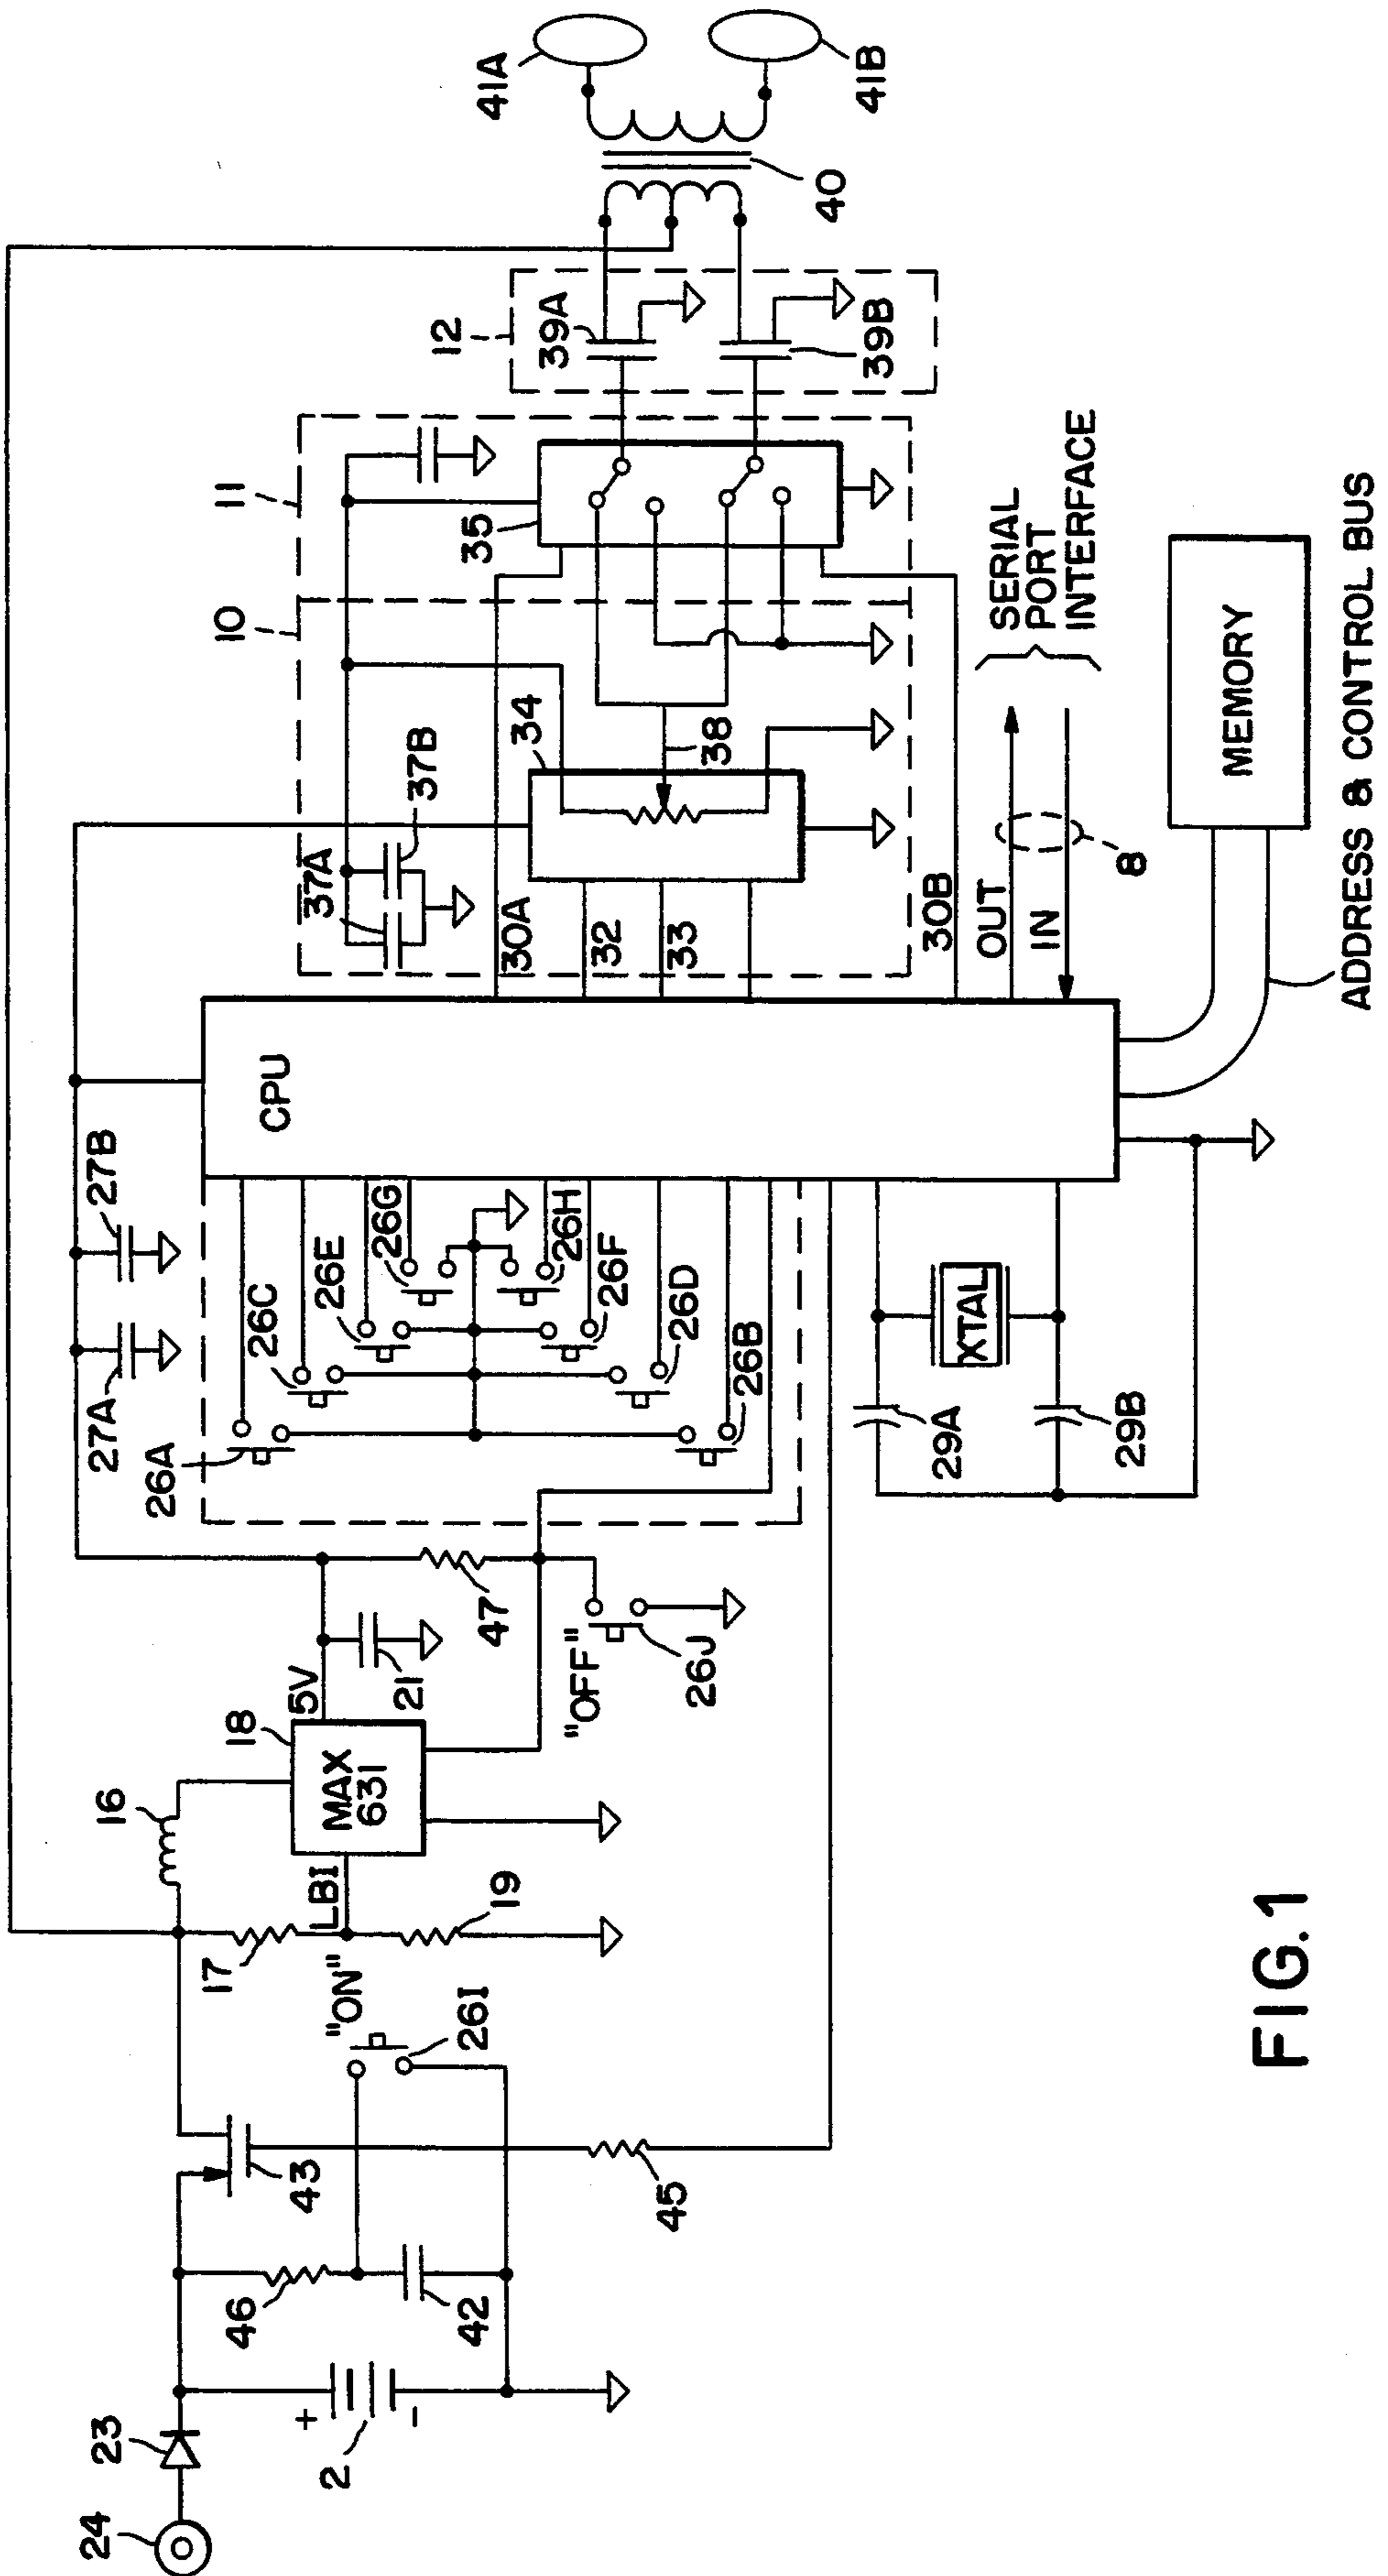 24
23
2
+
-
46
42
43
45
"ON"
26I
17
16
LBI
19
18
MAX
631
5V
21
47
"OFF"
26J
27A
27B
26A
26C
26E
26G
26H
26F
26D
26B
29A
XTAL
29B
CPU
30A
32
33
30B
37A
37B
34
38
10
11
35
12
39A
39B
40
41A
41B
OUT
IN
8
SERIAL
PORT
INTERFACE
MEMORY
ADDRESS & CONTROL BUS
FIG.1